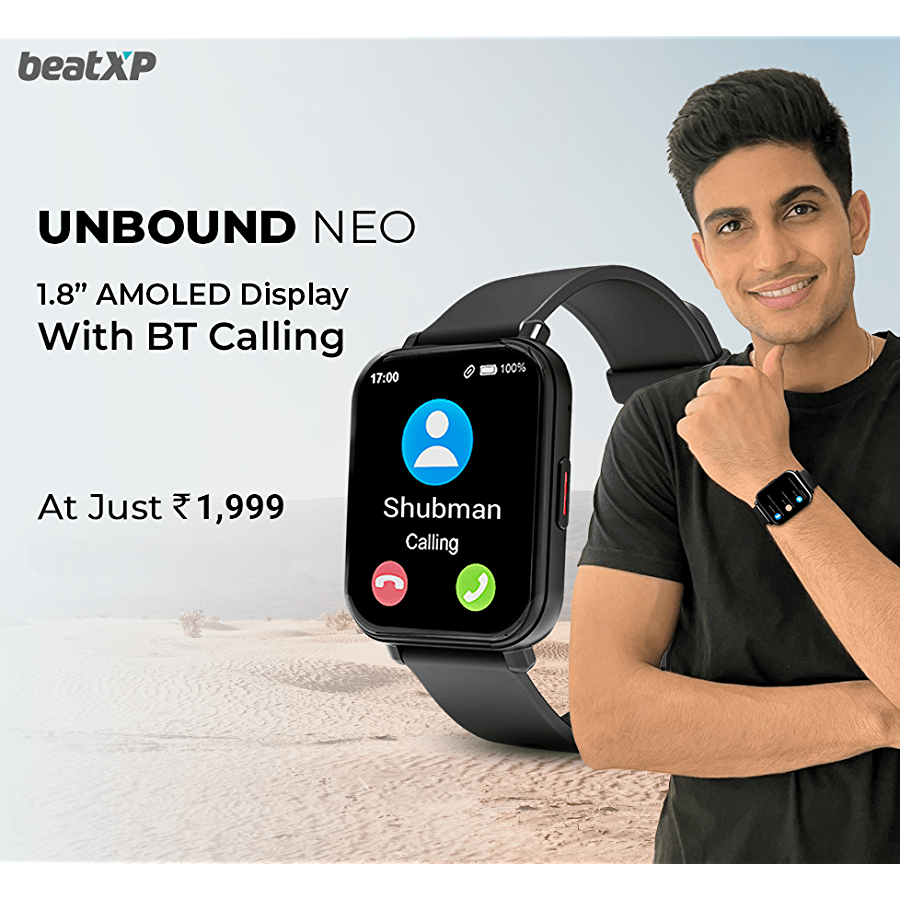 beatXP
UNBOUND NEO
1.8” AMOLED Display
With BT Calling
At Just ₹1,999
17:00 100%
Shubman
Calling